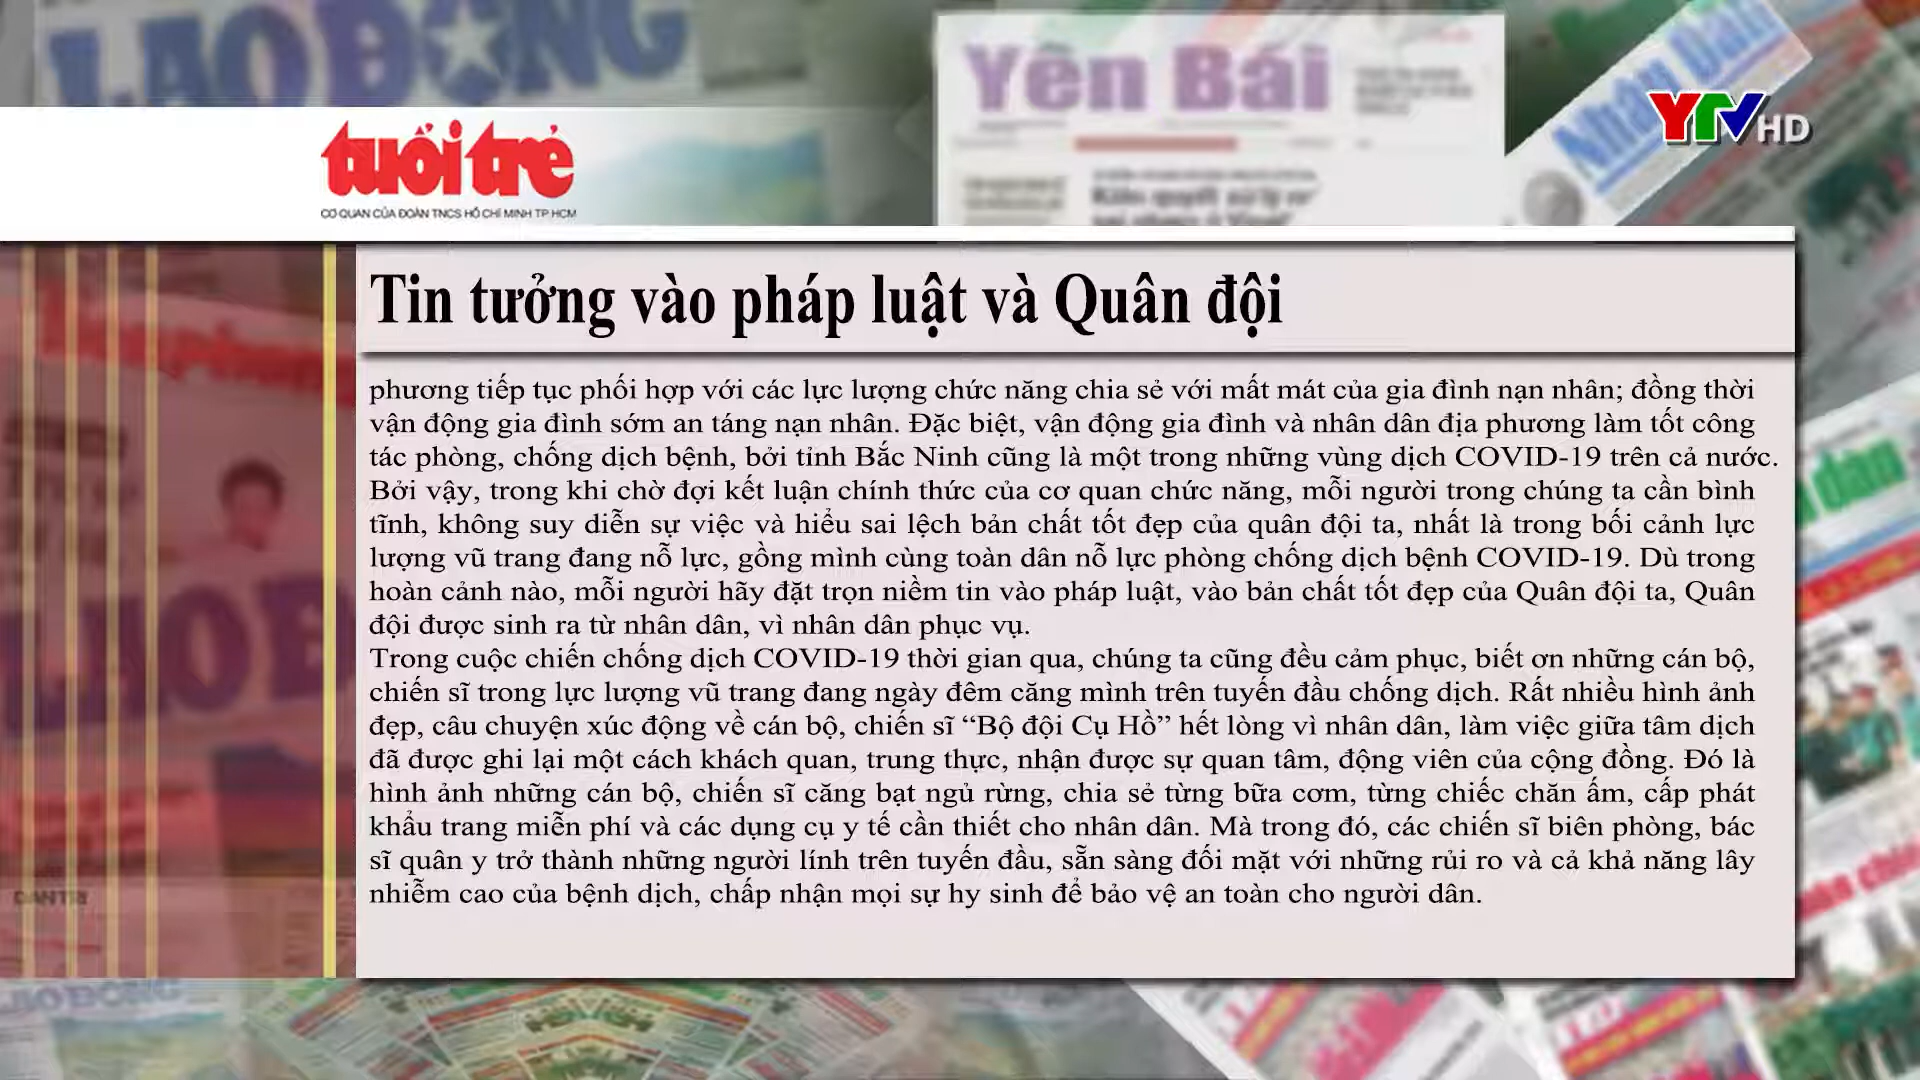 LAO ĐỘNG
Yên Bái
Nhân Dân
YTV HD
tuổi trẻ
CƠ QUAN CỦA ĐOÀN TNCS HỒ CHÍ MINH TP HCM
Tin tưởng vào pháp luật và Quân đội
phương tiếp tục phối hợp với các lực lượng chức năng chia sẻ với mất mát của gia đình nạn nhân; đồng thời
vận động gia đình sớm an táng nạn nhân. Đặc biệt, vận động gia đình và nhân dân địa phương làm tốt công
tác phòng, chống dịch bệnh, bởi tỉnh Bắc Ninh cũng là một trong những vùng dịch COVID-19 trên cả nước.
Bởi vậy, trong khi chờ đợi kết luận chính thức của cơ quan chức năng, mỗi người trong chúng ta cần bình
tĩnh, không suy diễn sự việc và hiểu sai lệch bản chất tốt đẹp của quân đội ta, nhất là trong bối cảnh lực
lượng vũ trang đang nỗ lực, gồng mình cùng toàn dân nỗ lực phòng chống dịch bệnh COVID-19. Dù trong
hoàn cảnh nào, mỗi người hãy đặt trọn niềm tin vào pháp luật, vào bản chất tốt đẹp của Quân đội ta, Quân
đội được sinh ra từ nhân dân, vì nhân dân phục vụ.
Trong cuộc chiến chống dịch COVID-19 thời gian qua, chúng ta cũng đều cảm phục, biết ơn những cán bộ,
chiến sĩ trong lực lượng vũ trang đang ngày đêm căng mình trên tuyến đầu chống dịch. Rất nhiều hình ảnh
đẹp, câu chuyện xúc động về cán bộ, chiến sĩ “Bộ đội Cụ Hồ” hết lòng vì nhân dân, làm việc giữa tâm dịch
đã được ghi lại một cách khách quan, trung thực, nhận được sự quan tâm, động viên của cộng đồng. Đó là
hình ảnh những cán bộ, chiến sĩ căng bạt ngủ rừng, chia sẻ từng bữa cơm, từng chiếc chăn ấm, cấp phát
khẩu trang miễn phí và các dụng cụ y tế cần thiết cho nhân dân. Mà trong đó, các chiến sĩ biên phòng, bác
sĩ quân y trở thành những người lính trên tuyến đầu, sẵn sàng đối mặt với những rủi ro và cả khả năng lây
nhiễm cao của bệnh dịch, chấp nhận mọi sự hy sinh để bảo vệ an toàn cho người dân.